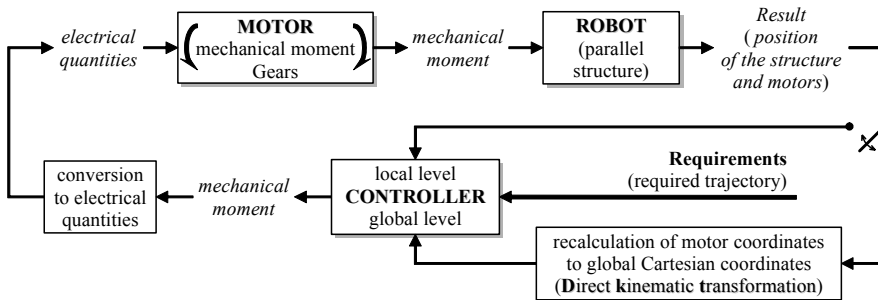 electrical
quantities
MOTOR
mechanical moment
Gears
mechanical
moment
ROBOT
(parallel
structure)
Result
( position
of the structure
and motors)
conversion
to electrical
quantities
mechanical
moment
local level
CONTROLLER
global level
Requirements
(required trajectory)
recalculation of motor coordinates
to global Cartesian coordinates
(Direct kinematic transformation)